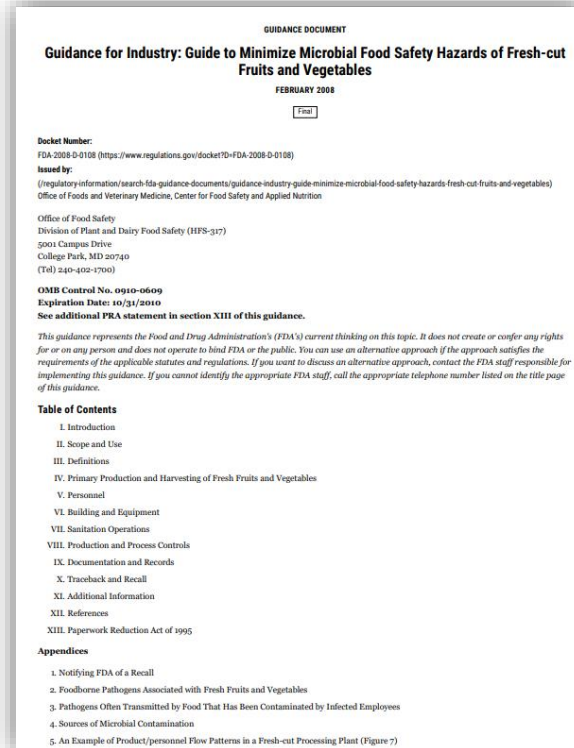 GUIDANCE DOCUMENT
Guidance for Industry: Guide to Minimize Microbial Food Safety Hazards of Fresh-cut
Fruits and Vegetables
FEBRUARY 2008
Final
Docket Number:
FDA-2008-D-0108 (https://www.regulations.gov/docket?D=FDA-2008-D-0108)
Issued by:
(/regulatory-information/search-fda-guidance-documents/guidance-industry-guide-minimize-microbial-food-safety-hazards-fresh-cut-fruits-and-vegetables)
Office of Foods and Veterinary Medicine, Center for Food Safety and Applied Nutrition
Office of Food Safety
Division of Plant and Dairy Food Safety (HFS-317)
5001 Campus Drive
College Park, MD 20740
(Tel) 240-402-1700)
OMB Control No. 0910-0609
Expiration Date: 10/31/2010
See additional PRA statement in section XIII of this guidance.
This guidance represents the Food and Drug Administration's (FDA's) current thinking on this topic. It does not create or confer any rights
for or on any person and does not operate to bind FDA or the public. You can use an alternative approach if the approach satisfies the
requirements of the applicable statutes and regulations. If you want to discuss an alternative approach, contact the FDA staff responsible for
implementing this guidance. If you cannot identify the appropriate FDA staff, call the appropriate telephone number listed on the title page
of this guidance.
Table of Contents
I. Introduction
II. Scope and Use
III. Definitions
IV. Primary Production and Harvesting of Fresh Fruits and Vegetables
V. Personnel
VI. Building and Equipment
VII. Sanitation Operations
VIII. Production and Process Controls
IX. Documentation and Records
X. Traceback and Recall
XI. Additional Information
XII. References
XIII. Paperwork Reduction Act of 1995
Appendices
1. Notifying FDA of a Recall
2. Foodborne Pathogens Associated with Fresh Fruits and Vegetables
3. Pathogens Often Transmitted by Food That Has Been Contaminated by Infected Employees
4. Sources of Microbial Contamination
5. An Example of Product/personnel Flow Patterns in a Fresh-cut Processing Plant (Figure 7)